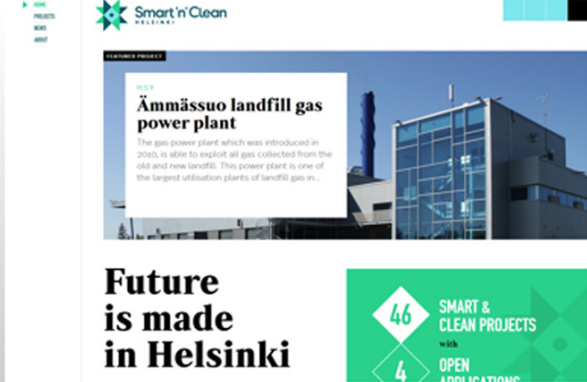 HOME
PROJECTS
NEWS
ABOUT
Smart 'n' Clean
HELSINKI
FEATURED PROJECT
HSY
Ämmässuo landfill gas
power plant
The gas power plant which was introduced in
2010, is able to exploit all gas collected from the
old and new landfill. This power plant is one of
the largest utilisation plants of landfill gas in...
Future
is made
in Helsinki
46
SMART &
CLEAN PROJECTS
with
4
OPEN
APPLICATIONS